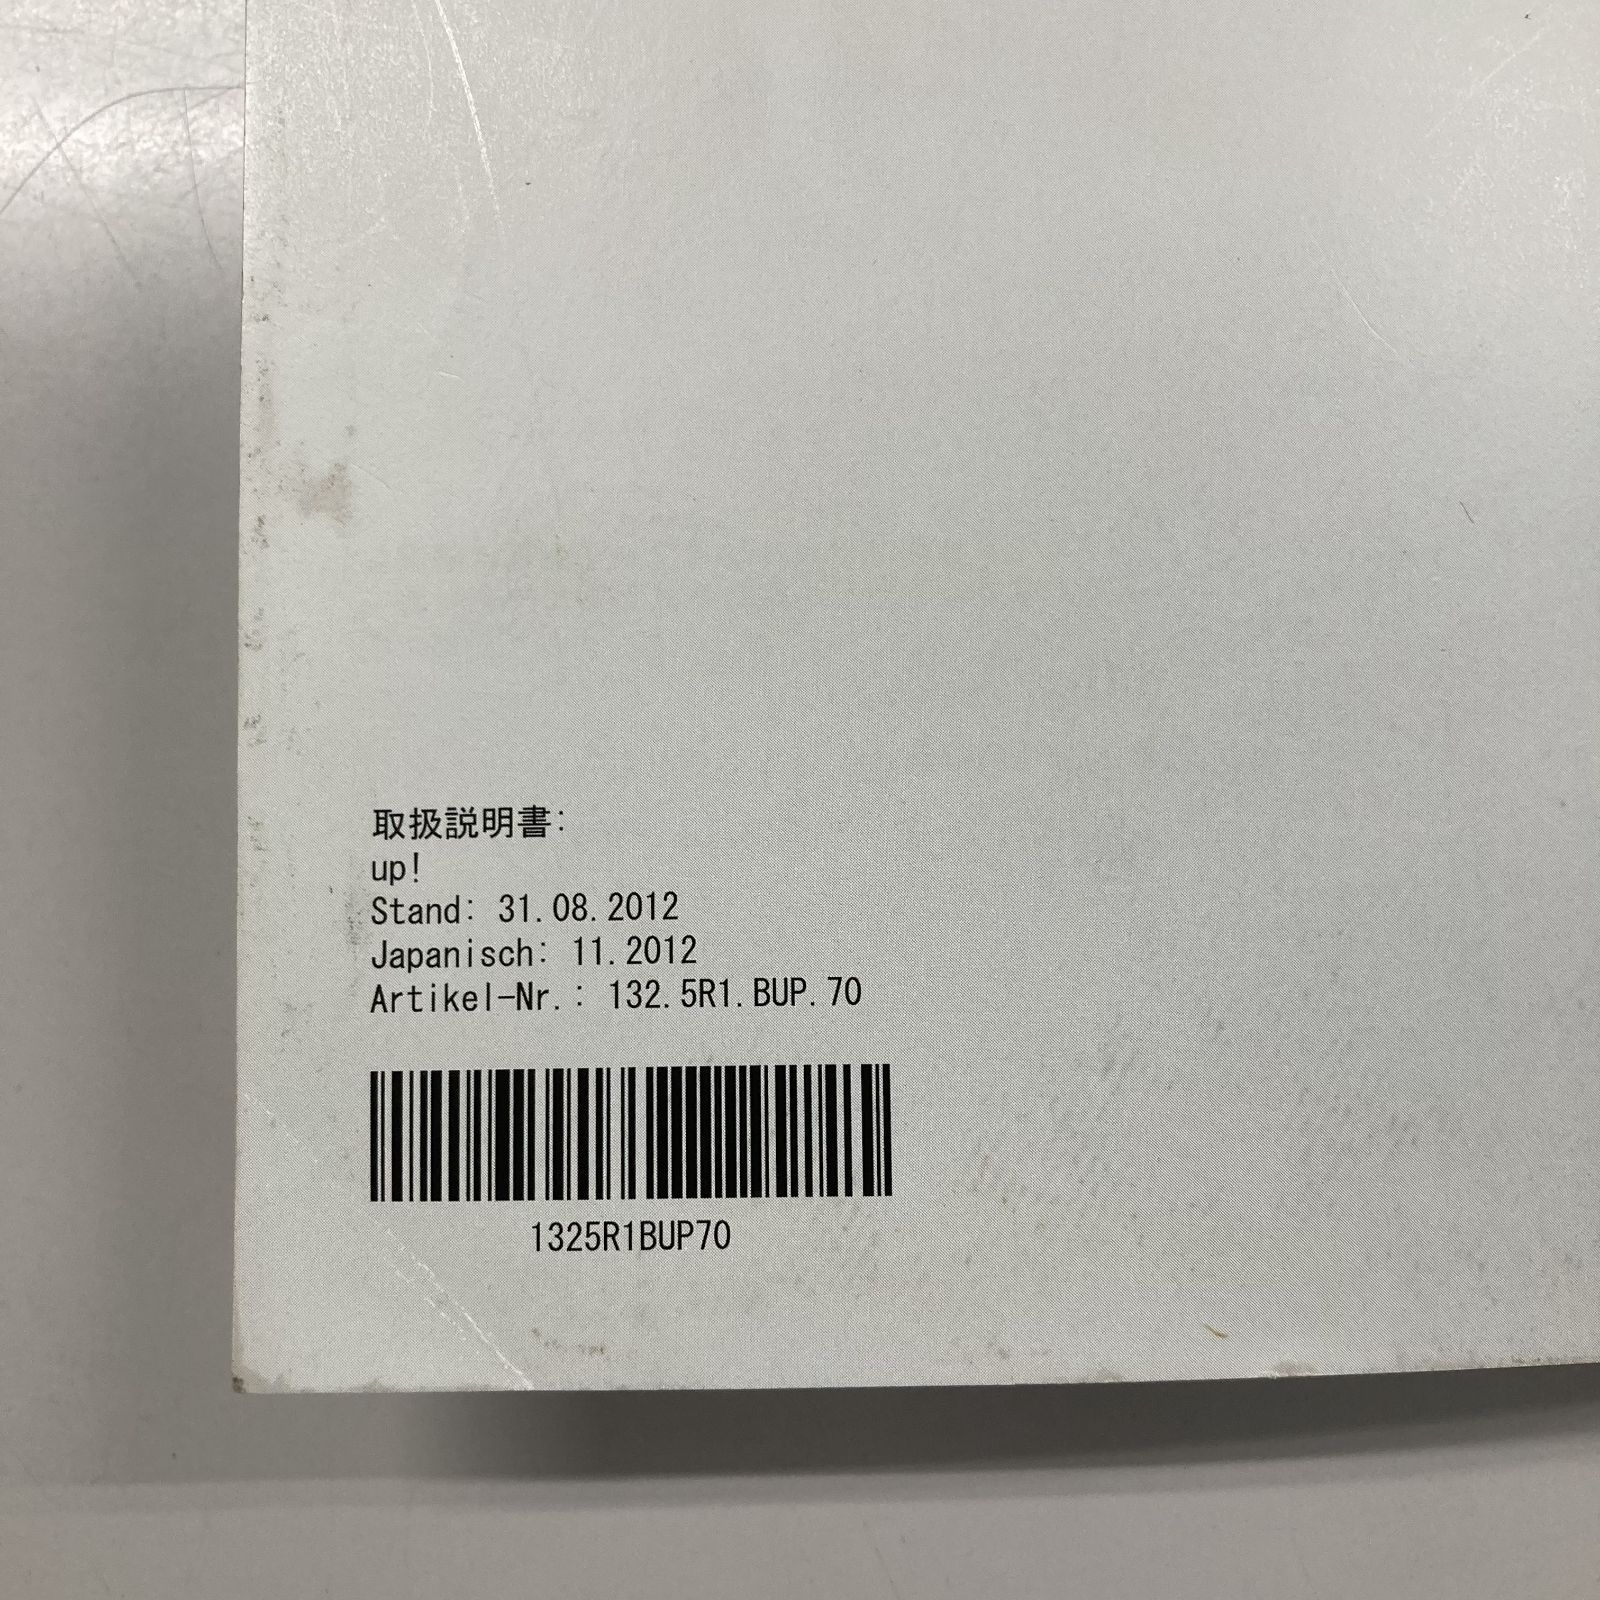 取扱説明書:
up!
Stand: 31.08.2012
Japanisch: 11.2012
Artikel-Nr.: 132.5R1.BUP.70
1325R1BUP70